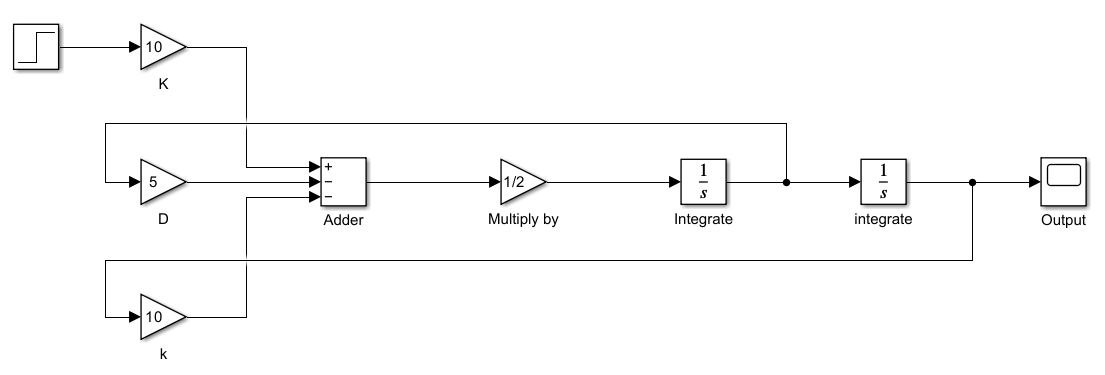 10
K
5
D
+
−
−
Adder
1/2
Multiply by
1
s
Integrate
1
s
integrate
Output
10
k